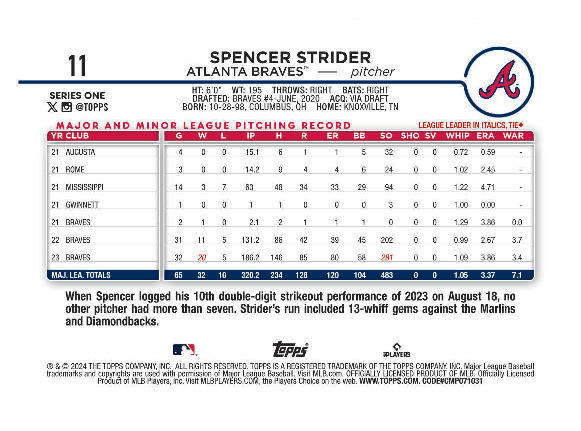 11
SPENCER STRIDER
ATLANTA BRAVES™ — pitcher
SERIES ONE
@TOPPS
HT: 6'0" WT: 195 THROWS: RIGHT BATS: RIGHT
DRAFTED: BRAVES #4-JUNE, 2020 ACQ: VIA DRAFT
BORN: 10-28-98, COLUMBUS, OH HOME: KNOXVILLE, TN
A
MAJOR AND MINOR LEAGUE PITCHING RECORD LEAGUE LEADER IN ITALICS, TIE♦
YR CLUB G W L IP H R ER BB SO SHO SV WHIP ERA WAR
21 AUGUSTA 4 0 0 15.1 6 1 1 5 32 0 0 0.72 0.59 -
21 ROME 3 0 0 14.2 9 4 4 6 24 0 0 1.02 2.45 -
21 MISSISSIPPI 14 3 7 63 48 34 33 29 94 0 0 1.22 4.71 -
21 GWINNETT 1 0 0 1 1 0 0 0 3 0 0 1.00 0.00 -
21 BRAVES 2 1 0 2.1 2 1 1 1 0 0 0 1.29 3.86 0.0
22 BRAVES 31 11 5 131.2 86 42 39 45 202 0 0 0.99 2.67 3.7
23 BRAVES 32 20 5 186.2 146 85 80 58 281 0 0 1.09 3.86 3.4
MAJ. LEA. TOTALS 65 32 10 320.2 234 128 120 104 483 0 0 1.05 3.37 7.1
When Spencer logged his 10th double-digit strikeout performance of 2023 on August 18, no
other pitcher had more than seven. Strider's run included 13-whiff gems against the Marlins
and Diamondbacks.
topps
PLAYERS
® & © 2024 THE TOPPS COMPANY, INC. ALL RIGHTS RESERVED. TOPPS IS A REGISTERED TRADEMARK OF THE TOPPS COMPANY, INC. Major League Baseball
trademarks and copyrights are used with permission of Major League Baseball. Visit MLB.com. OFFICIALLY LICENSED PRODUCT OF MLB. Officially Licensed
Product of MLB Players, Inc. Visit MLBPLAYERS.COM, the Players Choice on the web. WWW.TOPPS.COM. CODE#CMP071031